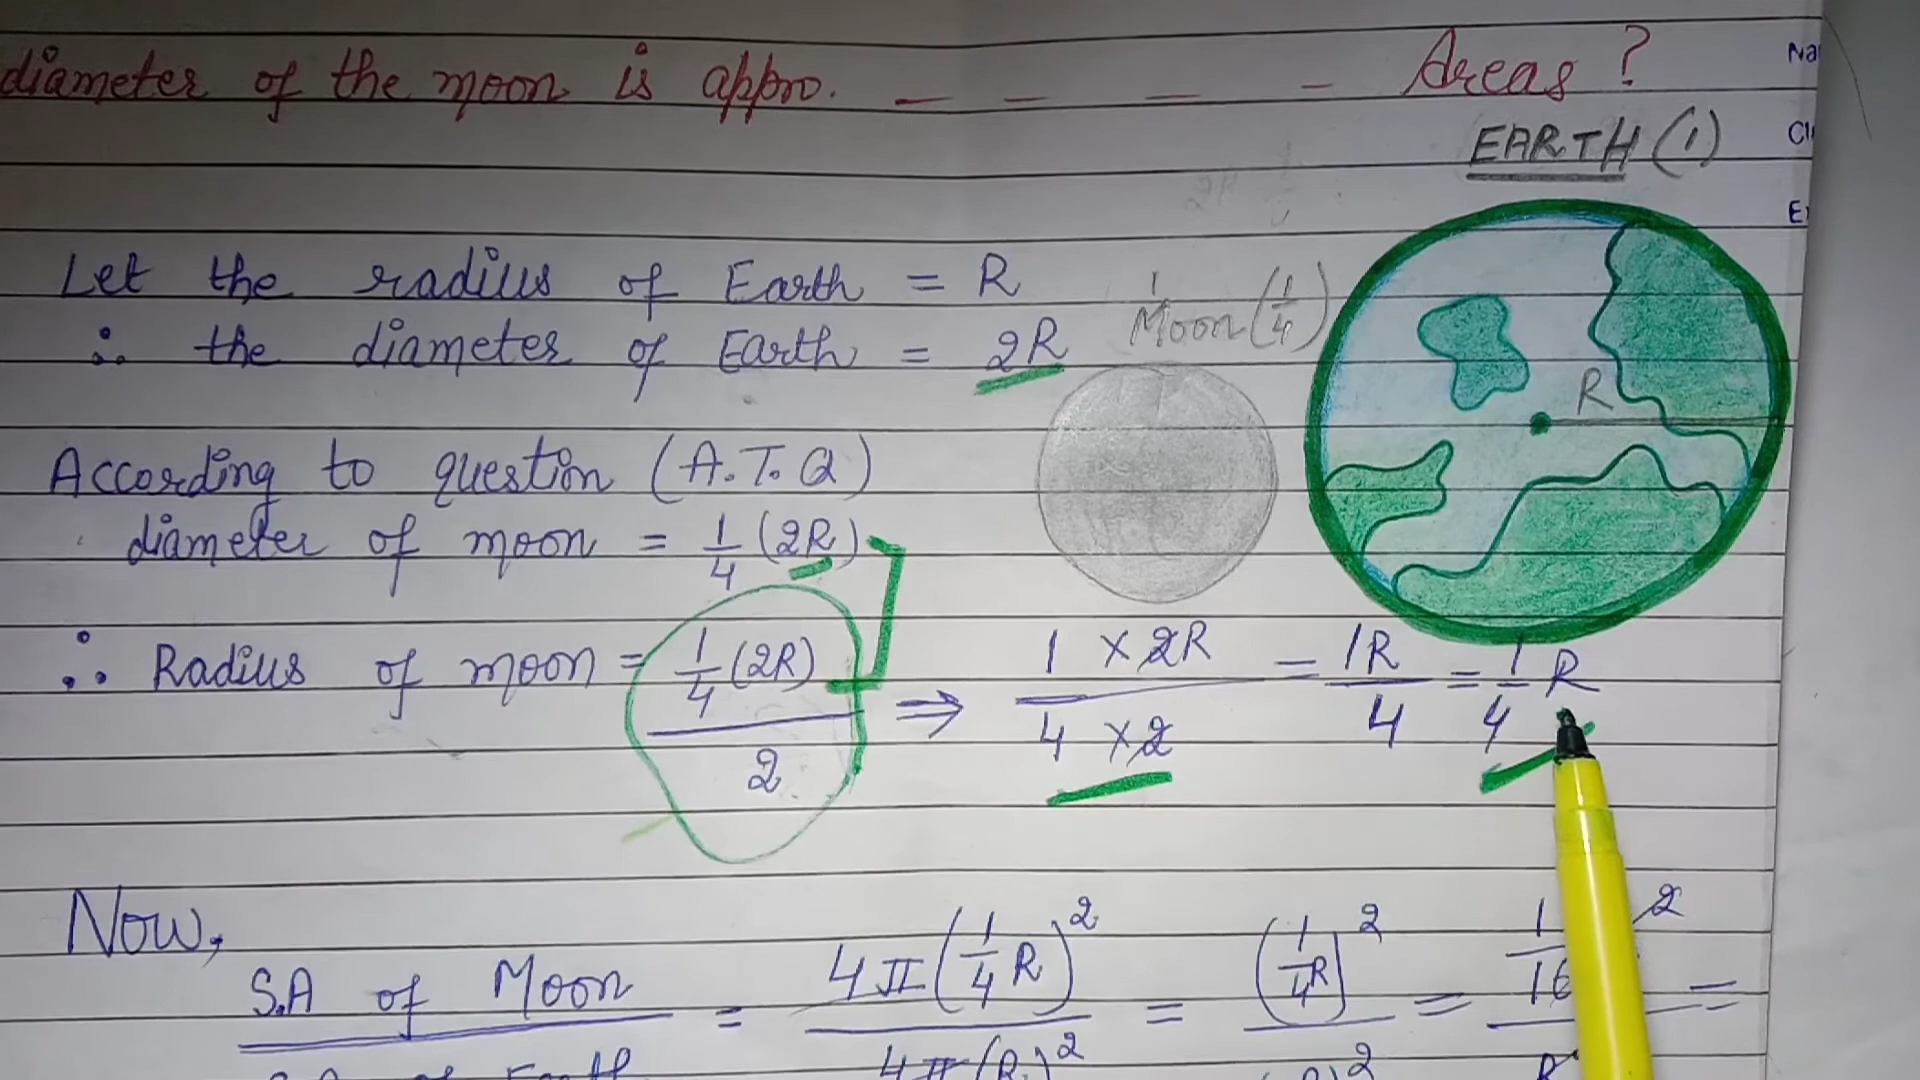 diameter of the moon is appro. _ _ _ _ Areas ?
EARTH (1)
Let the radius of Earth = R
Moon (1/4)
∴ the diameter of Earth = 2R
R
According to question (A.T.Q)
diameter of moon = 1/4 (2R)
∴ Radius of moon = 1/4 (2R) / 2 ⇒ 1 × 2R / 4 × 2 = 1R / 4 = 1/4 R
Now,
S.A of Moon / = 4π (1/4 R)² / 4π (R)² = (1/4 R)² / = 1/16 =